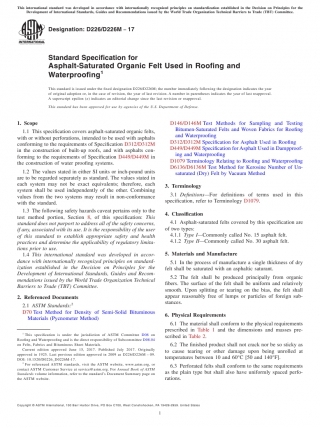 This international standard was developed in accordance with internationally recognized principles on standardization established in the Decision on Principles for the
Development of International Standards, Guides and Recommendations issued by the World Trade Organization Technical Barriers to Trade (TBT) Committee.
Designation: D226/D226M – 17
Standard Specification for
Asphalt-Saturated Organic Felt Used in Roofing and
Waterproofing1
This standard is issued under the fixed designation D226/D226M; the number immediately following the designation indicates the year
of original adoption or, in the case of revision, the year of last revision. A number in parentheses indicates the year of last reapproval.
A superscript epsilon (ε) indicates an editorial change since the last revision or reapproval.
This standard has been approved for use by agencies of the U.S. Department of Defense.
1. Scope
1.1 This specification covers asphalt-saturated organic felts,
with or without perforations, intended to be used with asphalts
conforming to the requirements of Specification D312/D312M
in the construction of built-up roofs, and with asphalts con-
forming to the requirements of Specification D449/D449M in
the construction of water proofing systems.
1.2 The values stated in either SI units or inch-pound units
are to be regarded separately as standard. The values stated in
each system may not be exact equivalents; therefore, each
system shall be used independently of the other. Combining
values from the two systems may result in non-conformance
with the standard.
1.3 The following safety hazards caveat pertains only to the
test method portion, Section 8, of this specification: This
standard does not purport to address all of the safety concerns,
if any, associated with its use. It is the responsibility of the user
of this standard to establish appropriate safety and health
practices and determine the applicability of regulatory limita-
tions prior to use.
1.4 This international standard was developed in accor-
dance with internationally recognized principles on standard-
ization established in the Decision on Principles for the
Development of International Standards, Guides and Recom-
mendations issued by the World Trade Organization Technical
Barriers to Trade (TBT) Committee.
2. Referenced Documents
2.1 ASTM Standards:2
D70 Test Method for Density of Semi-Solid Bituminous
Materials (Pycnometer Method)
1 This specification is under the jurisdiction of ASTM Committee D08 on
Roofing and Waterproofing and is the direct responsibility of Subcommittee D08.04
on Felts, Fabrics and Bituminous Sheet Materials.
Current edition approved June 15, 2017. Published July 2017. Originally
approved in 1925. Last previous edition approved in 2009 as D226/D226M – 09.
DOI: 10.1520/D0226_D0226M-17.
2 For referenced ASTM standards, visit the ASTM website, www.astm.org, or
contact ASTM Customer Service at service@astm.org. For Annual Book of ASTM
Standards volume information, refer to the standard's Document Summary page on
the ASTM website.
D146/D146M Test Methods for Sampling and Testing
Bitumen-Saturated Felts and Woven Fabrics for Roofing
and Waterproofing
D312/D312M Specification for Asphalt Used in Roofing
D449/D449M Specification for Asphalt Used in Dampproof-
ing and Waterproofing
D1079 Terminology Relating to Roofing and Waterproofing
D6136/D6136M Test Method for Kerosine Number of Un-
saturated (Dry) Felt by Vacuum Method
3. Terminology
3.1 Definitions—For definitions of terms used in this
specification, refer to Terminology D1079.
4. Classification
4.1 Asphalt-saturated felts covered by this specification are
of two types:
4.1.1 Type I—Commonly called No. 15 asphalt felt.
4.1.2 Type II—Commonly called No. 30 asphalt felt.
5. Materials and Manufacture
5.1 In the process of manufacture a single thickness of dry
felt shall be saturated with an asphaltic saturant.
5.2 The felt shall be produced principally from organic
fibers. The surface of the felt shall be uniform and relatively
smooth. Upon splitting or tearing on the bias, the felt shall
appear reasonably free of lumps or particles of foreign sub-
stances.
6. Physical Requirements
6.1 The material shall conform to the physical requirements
prescribed in Table 1 and the dimensions and masses pre-
scribed in Table 2.
6.2 The finished product shall not crack nor be so sticky as
to cause tearing or other damage upon being unrolled at
temperatures between 10 and 60°C [50 and 140°F].
6.3 Perforated felts shall conform to the same requirements
as the plain type but shall also have uniformly spaced perfo-
rations.
Copyright © ASTM International, 100 Barr Harbor Drive, PO Box C700, West Conshohocken, PA 19428-2959. United States
1